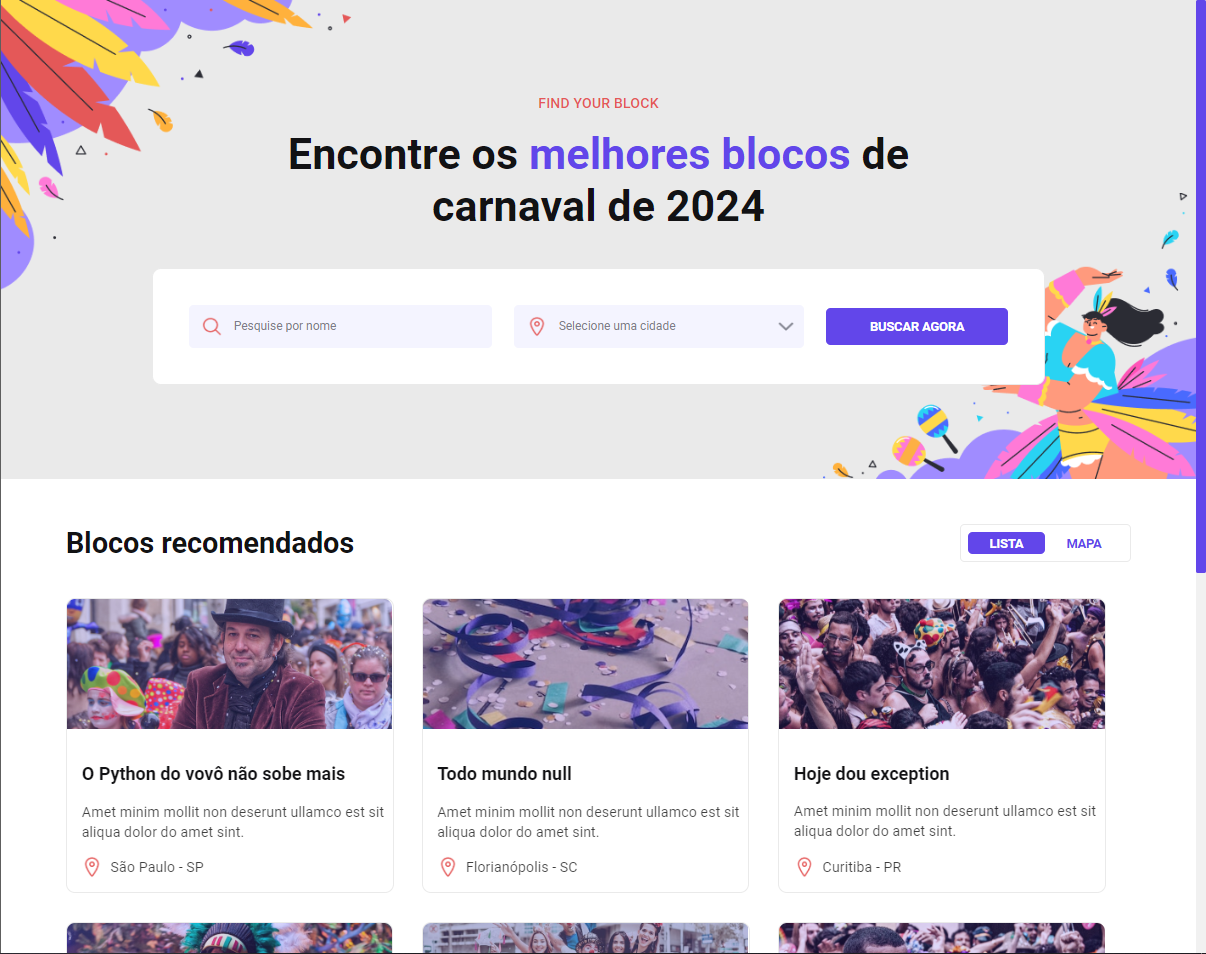 FIND YOUR BLOCK
Encontre os melhores blocos de
carnaval de 2024
Pesquise por nome
Selecione uma cidade
BUSCAR AGORA
Blocos recomendados
LISTA
MAPA
O Python do vovô não sobe mais
Amet minim mollit non deserunt ullamco est sit
aliqua dolor do amet sint.
São Paulo - SP
Todo mundo null
Amet minim mollit non deserunt ullamco est sit
aliqua dolor do amet sint.
Florianópolis - SC
Hoje dou exception
Amet minim mollit non deserunt ullamco est sit
aliqua dolor do amet sint.
Curitiba - PR